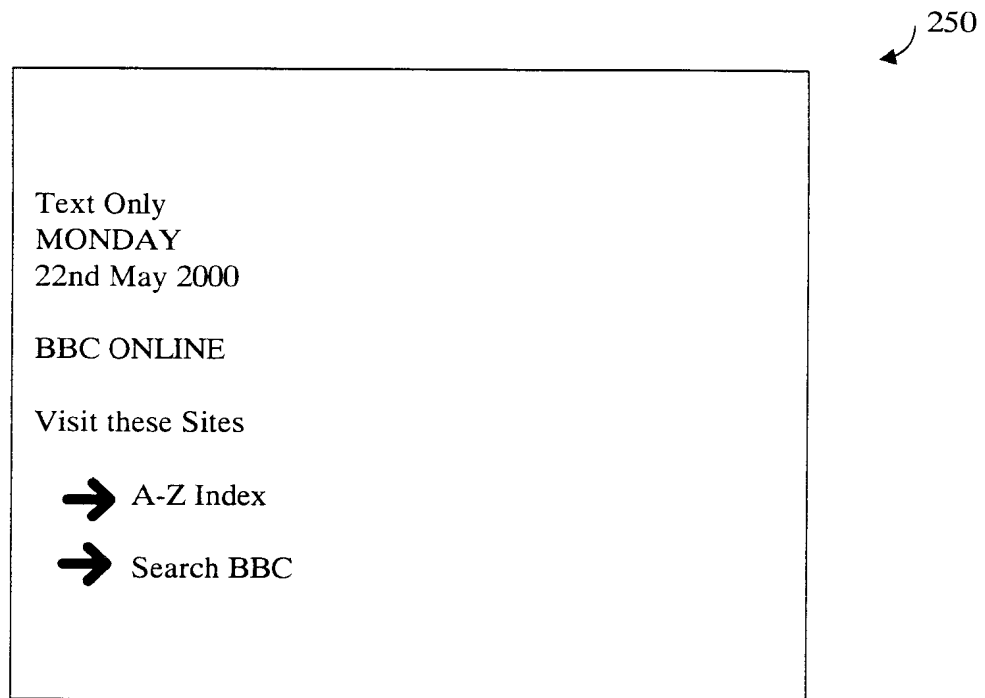 250
Text Only
MONDAY
22nd May 2000
BBC ONLINE
Visit these Sites
A-Z Index
Search BBC